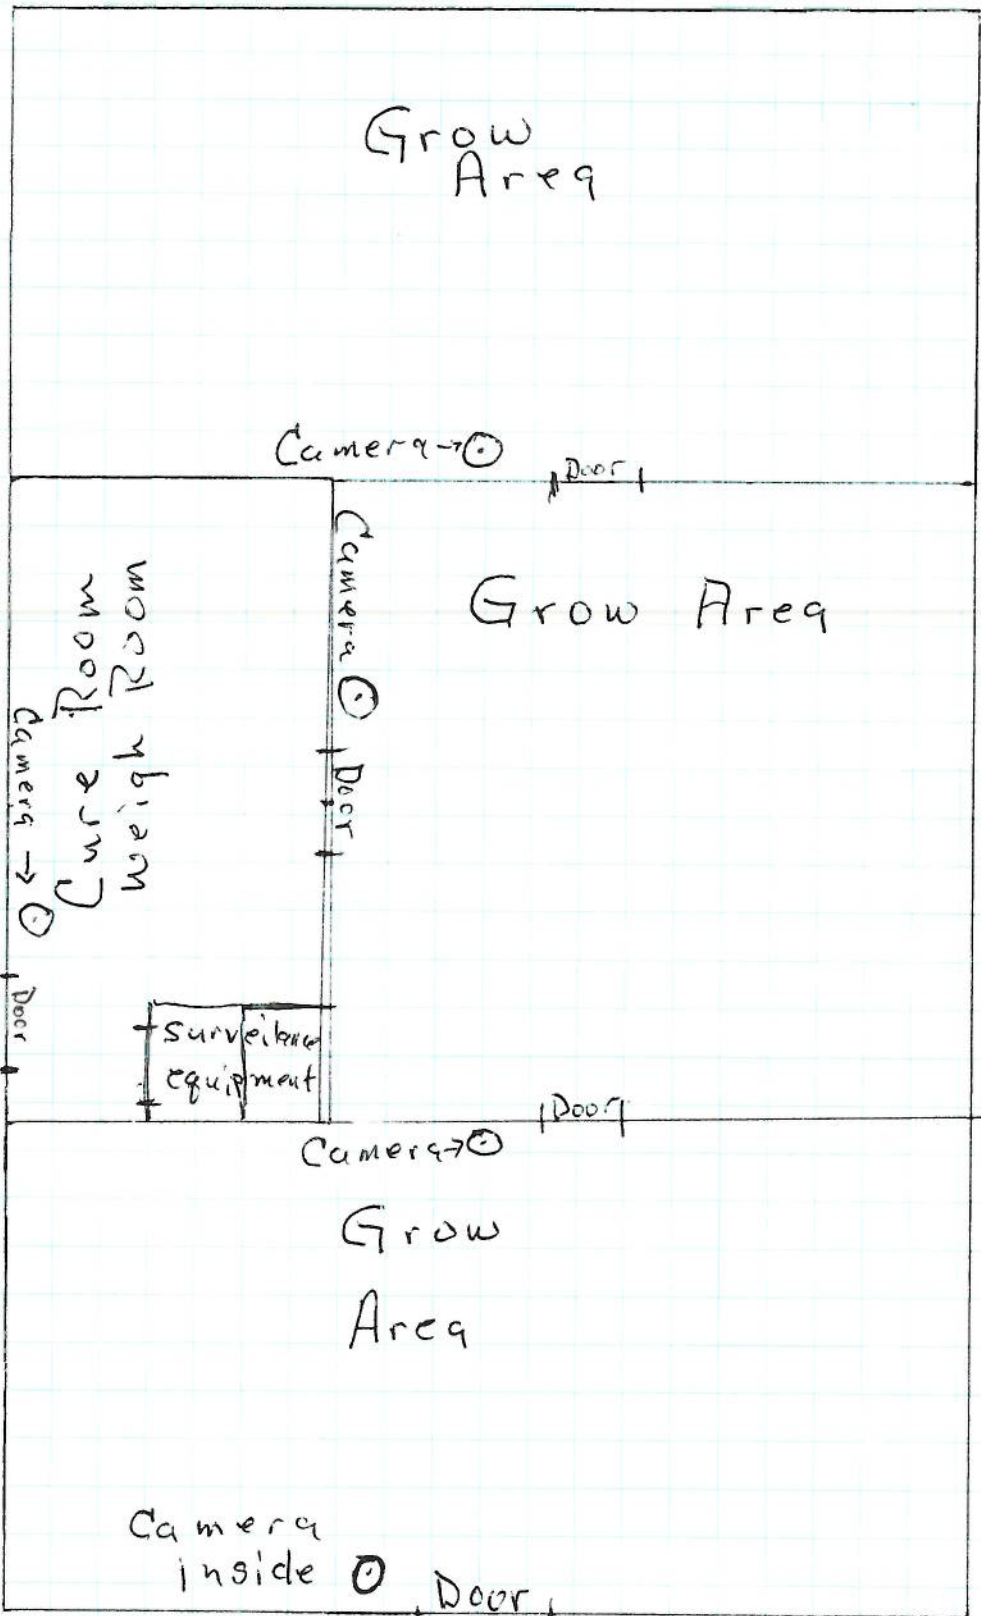 Grow
Area
Camera→
Door
Camera
Grow Area
Cure Room
Weigh Room
Camera →
Door
Door
Surveilance
equipment
Door
Camera→
Grow
Area
Camera
inside
Door